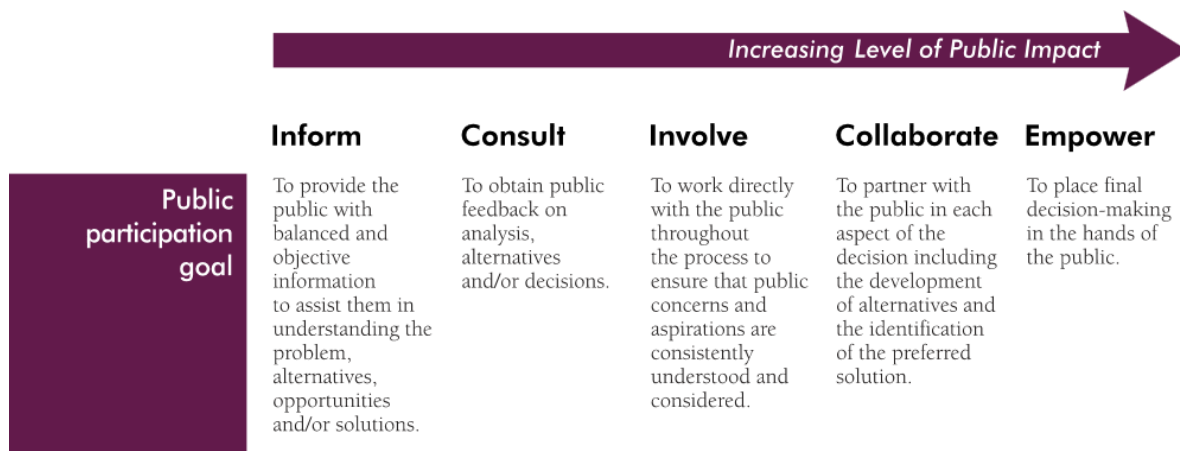 Increasing Level of Public Impact
Inform
Consult
Involve
Collaborate
Empower
Public
participation
goal
To provide the
public with
balanced and
objective
information
to assist them in
understanding the
problem,
alternatives,
opportunities
and/or solutions.
To obtain public
feedback on
analysis,
alternatives
and/or decisions.
To work directly
with the public
throughout
the process to
ensure that public
concerns and
aspirations are
consistently
understood and
considered.
To partner with
the public in each
aspect of the
decision including
the development
of alternatives and
the identification
of the preferred
solution.
To place final
decision-making
in the hands of
the public.